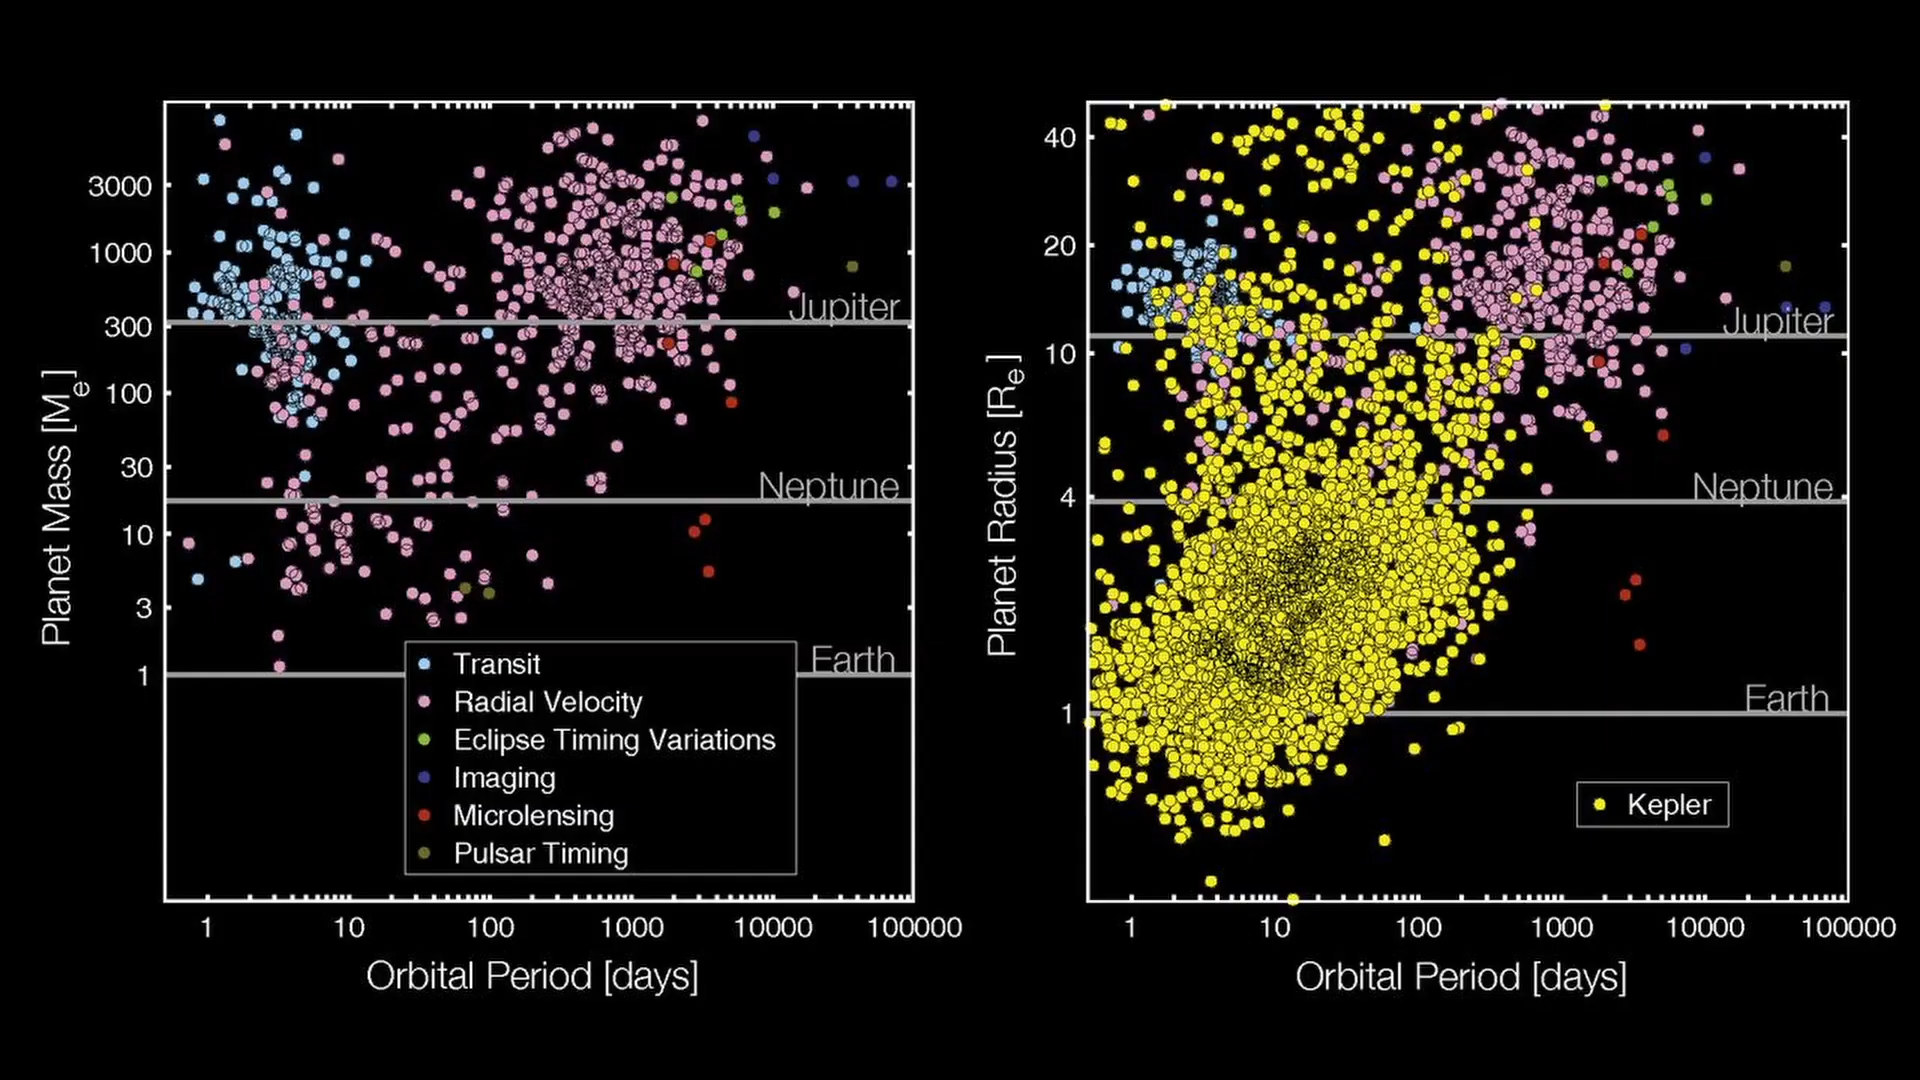 3000
1000
300
100
30
10
3
1
Planet Mass [Me]
Jupiter
Neptune
Earth
Transit
Radial Velocity
Eclipse Timing Variations
Imaging
Microlensing
Pulsar Timing
1 10 100 1000 10000 100000
Orbital Period [days]
40
20
10
4
1
Planet Radius [Re]
Jupiter
Neptune
Earth
Kepler
1 10 100 1000 10000 100000
Orbital Period [days]